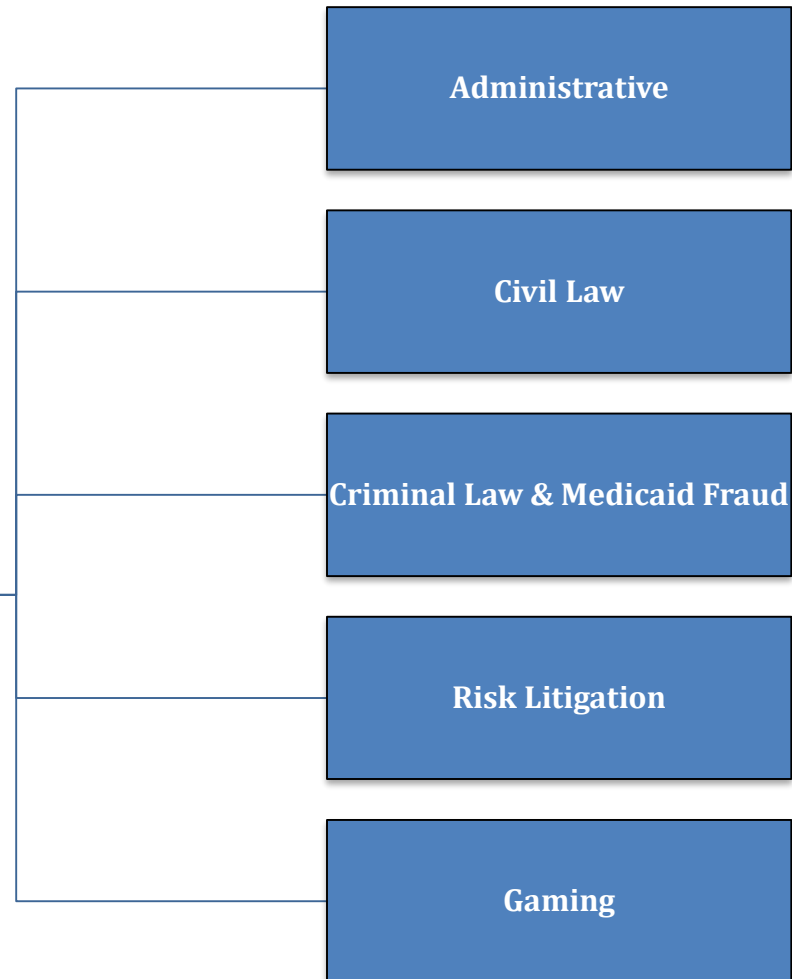 Administrative
Civil Law
Criminal Law & Medicaid Fraud
Risk Litigation
Gaming